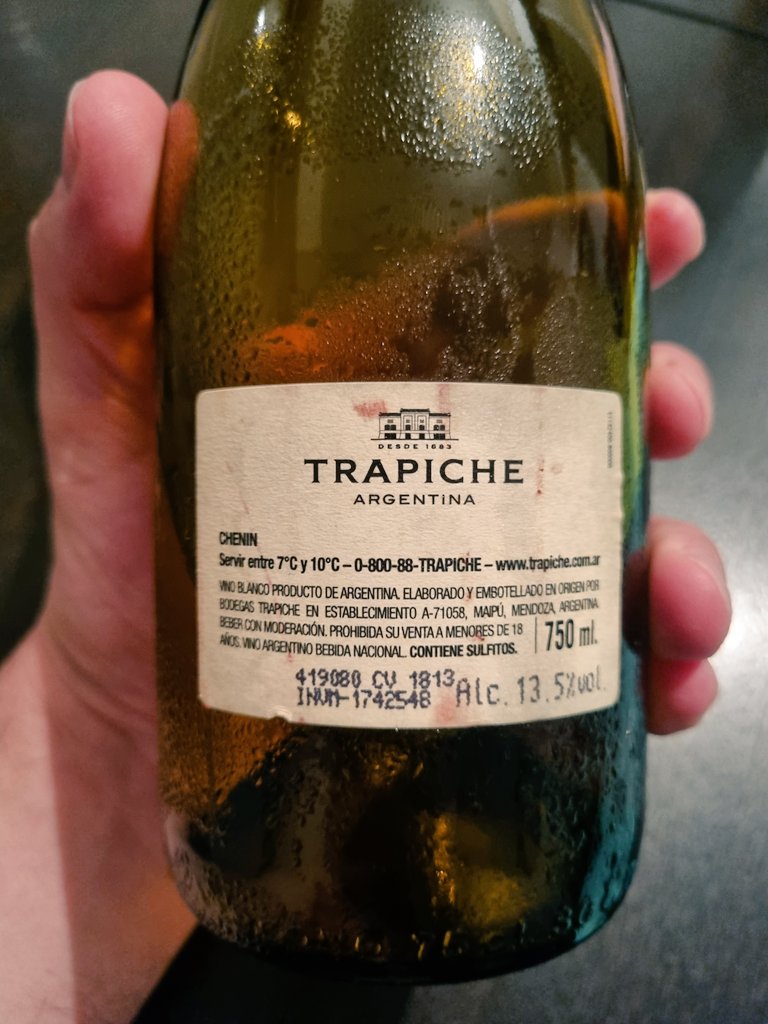 DESDE 1883
TRAPICHE
ARGENTINA
CHENIN
Servir entre 7°C y 10°C – 0-800-88-TRAPICHE – www.trapiche.com.ar
VINO BLANCO PRODUCTO DE ARGENTINA. ELABORADO Y EMBOTELLADO EN ORIGEN POR
BODEGAS TRAPICHE EN ESTABLECIMIENTO A-71058, MAIPÚ, MENDOZA, ARGENTINA.
BEBER CON MODERACIÓN. PROHIBIDA SU VENTA A MENORES DE 18
AÑOS. VINO ARGENTINO BEBIDA NACIONAL. CONTIENE SULFITOS.
750 ml.
419080 CV 1813
INVM-1742548
Alc. 13.5%vol.